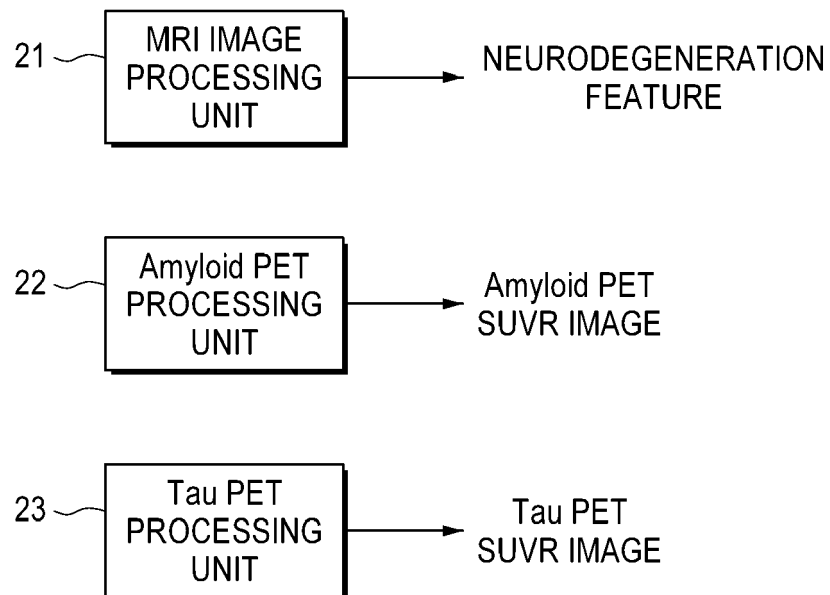 21
MRI IMAGE
PROCESSING
UNIT
NEURODEGENERATION
FEATURE
22
Amyloid PET
PROCESSING
UNIT
Amyloid PET
SUVR IMAGE
23
Tau PET
PROCESSING
UNIT
Tau PET
SUVR IMAGE